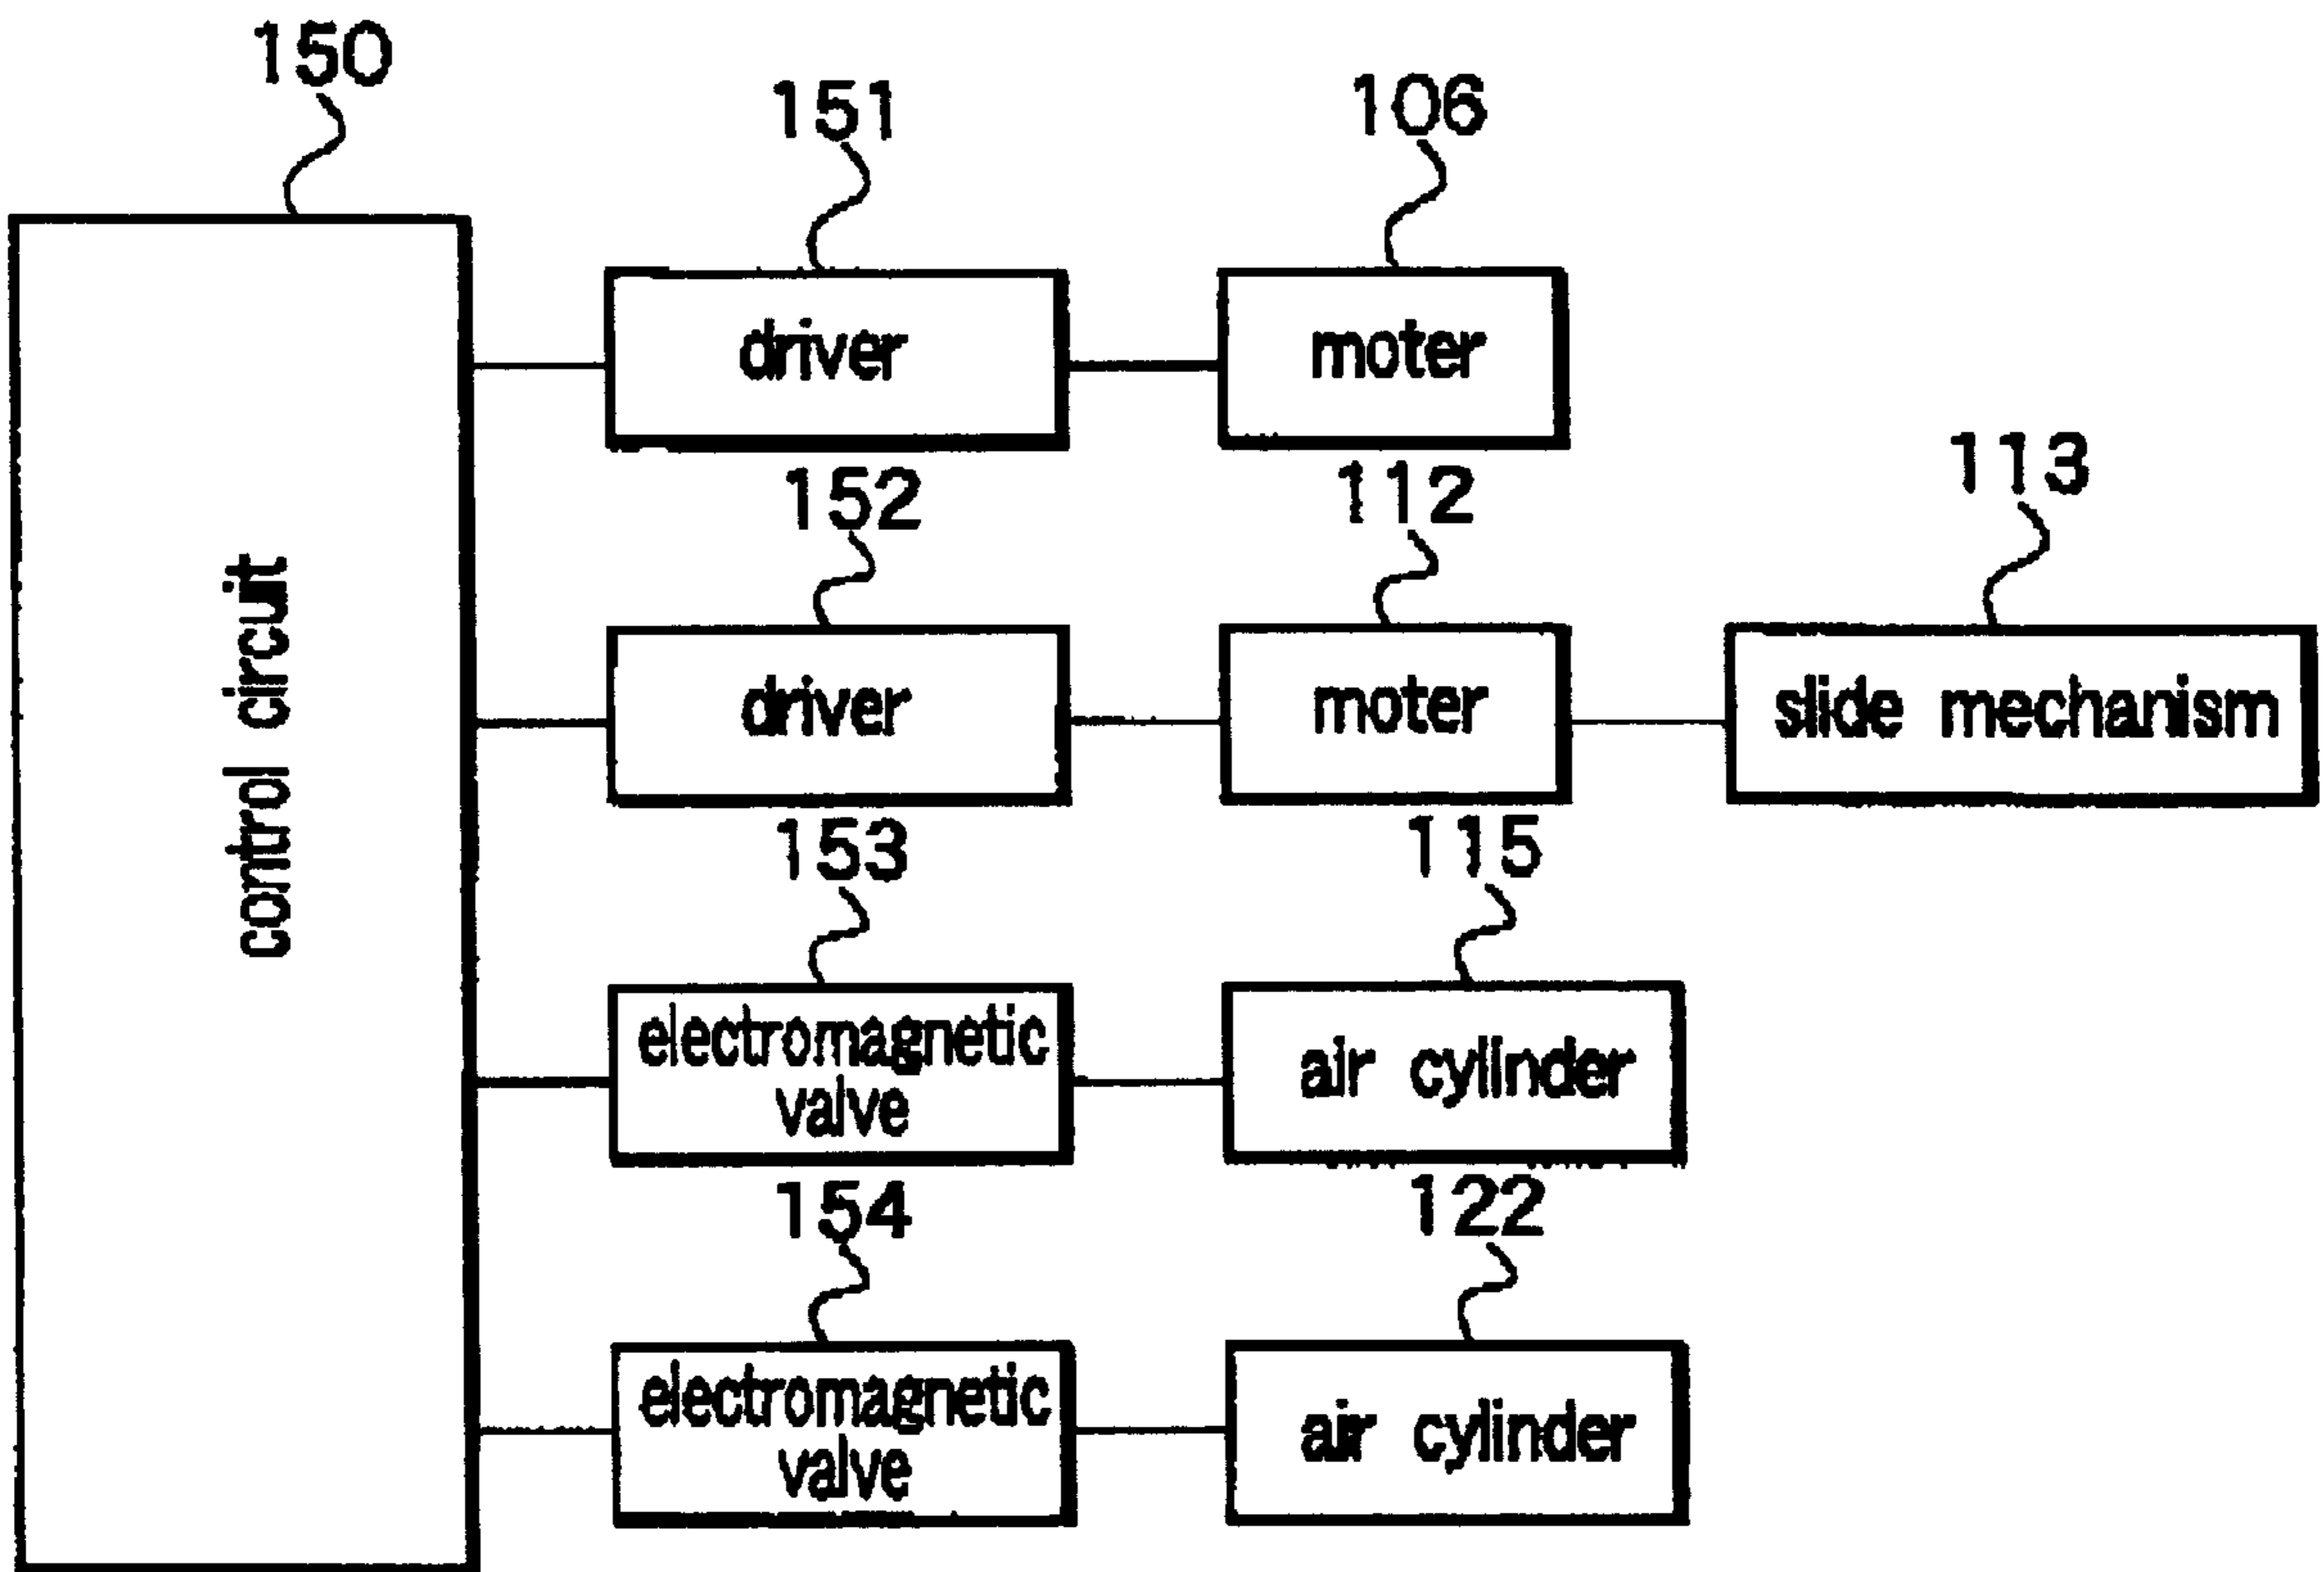 150
151
106
driver
moter
152
112
113
control circuit
driver
moter
slide mechanism
153
115
electromagnetic
valve
air cylinder
154
122
electromagnetic
valve
air cylinder